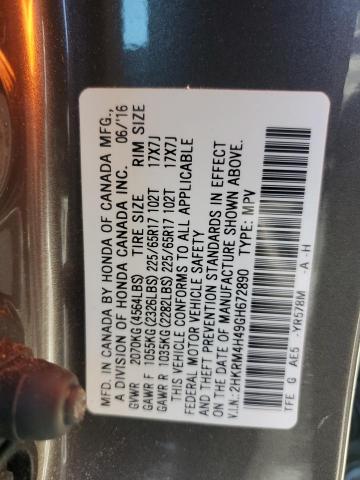 MFD. IN CANADA BY HONDA OF CANADA MFG.,
A DIVISION OF HONDA CANADA INC. 06/'16
GVWR 2070KG (4564LBS) TIRE SIZE RIM SIZE
GAWR F 1055KG (2326LBS) 225/65R17 102T 17X7J
GAWR R 1035KG (2282LBS) 225/65R17 102T 17X7J
THIS VEHICLE CONFORMS TO ALL APPLICABLE
FEDERAL MOTOR VEHICLE SAFETY
AND THEFT PREVENTION STANDARDS IN EFFECT
ON THE DATE OF MANUFACTURE SHOWN ABOVE.
V.I.N.:2HKRM4H49GH672890 TYPE: MPV
TFE G AE5 -YR578M -A-H